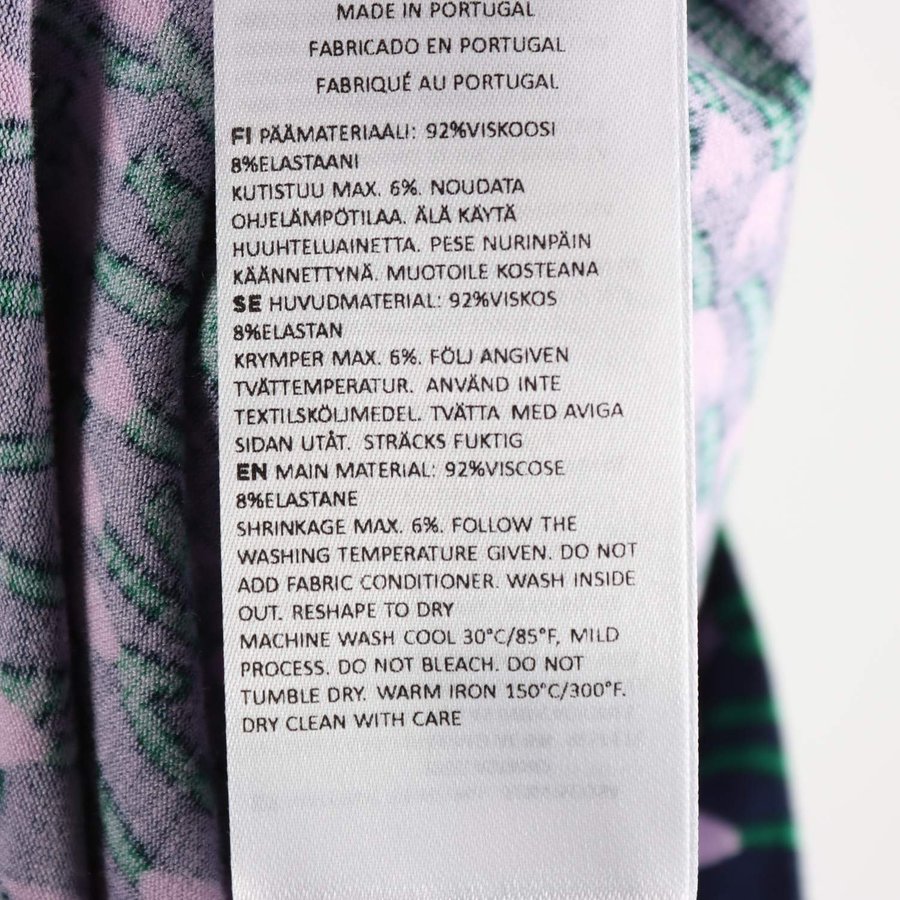 MADE IN PORTUGAL
FABRICADO EN PORTUGAL
FABRIQUÉ AU PORTUGAL
FI PÄÄMATERIAALI: 92%VISKOOSI
8%ELASTAANI
KUTISTUU MAX. 6%. NOUDATA
OHJELÄMPÖTILAA. ÄLÄ KÄYTÄ
HUUHTELUAINETTA. PESE NURINPÄIN
KÄÄNNETTYNÄ. MUOTOILE KOSTEANA
SE HUVUDMATERIAL: 92%VISKOS
8%ELASTAN
KRYMPER MAX. 6%. FÖLJ ANGIVEN
TVÄTTEMPERATUR. ANVÄND INTE
TEXTILSKÖLJMEDEL. TVÄTTA MED AVIGA
SIDAN UTÅT. STRÄCKS FUKTIG
EN MAIN MATERIAL: 92%VISCOSE
8%ELASTANE
SHRINKAGE MAX. 6%. FOLLOW THE
WASHING TEMPERATURE GIVEN. DO NOT
ADD FABRIC CONDITIONER. WASH INSIDE
OUT. RESHAPE TO DRY
MACHINE WASH COOL 30°C/85°F, MILD
PROCESS. DO NOT BLEACH. DO NOT
TUMBLE DRY. WARM IRON 150°C/300°F.
DRY CLEAN WITH CARE